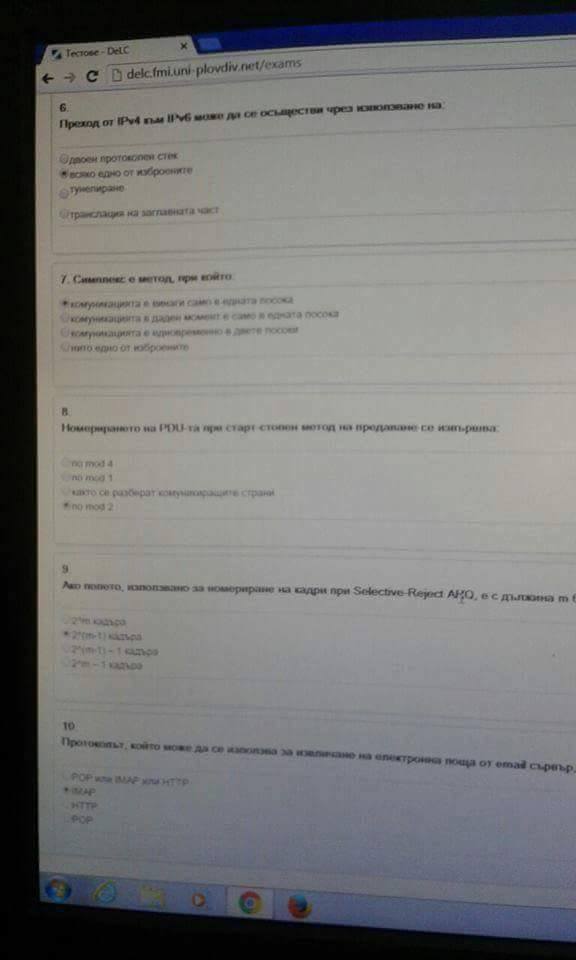 Тестове - DeLC
delc.fmi.uni-plovdiv.net/exams
6.
Преход от IPv4 към IPv6 може да се осъществи чрез използване на:
двоен протоколен стек
всяко едно от изброените
тунелиране
транслация на заглавната част
7. Симплекс е метод, при който:
комуникацията е винаги само в едната посока
комуникацията в даден момент е само в едната посока
комуникацията е едновременно в двете посоки
нито едно от изброените
8.
Номерирането на PDU-та при старт-стопен метод на предаване се извършва:
по mod 4
по mod 1
както се разберат комуникиращите страни
по mod 2
9.
Ако полето, използвано за номериране на кадри при Selective-Reject ARQ, е с дължина m
2^m кадъра
2^(m-1) кадъра
2^(m-1) – 1 кадъра
2^m – 1 кадъра
10.
Протоколът, който може да се използва за извличане на електронна поща от email сървър,
POP или IMAP или HTTP
IMAP
HTTP
POP